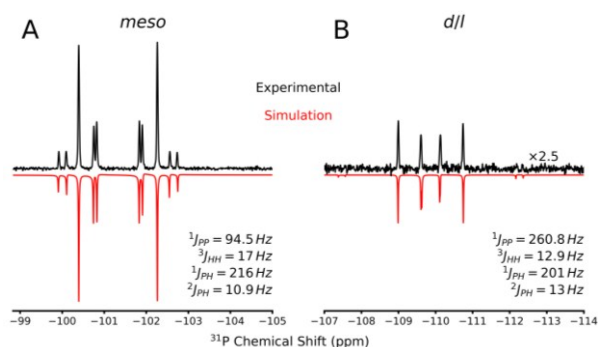 A
meso
B
d/l
Experimental
Simulation
×2.5
¹J_PP = 94.5 Hz
³J_HH = 17 Hz
¹J_PH = 216 Hz
²J_PH = 10.9 Hz
¹J_PP = 260.8 Hz
³J_HH = 12.9 Hz
¹J_PH = 201 Hz
²J_PH = 13 Hz
−99 −100 −101 −102 −103 −104 −105
−107 −108 −109 −110 −111 −112 −113 −114
³¹P Chemical Shift (ppm)